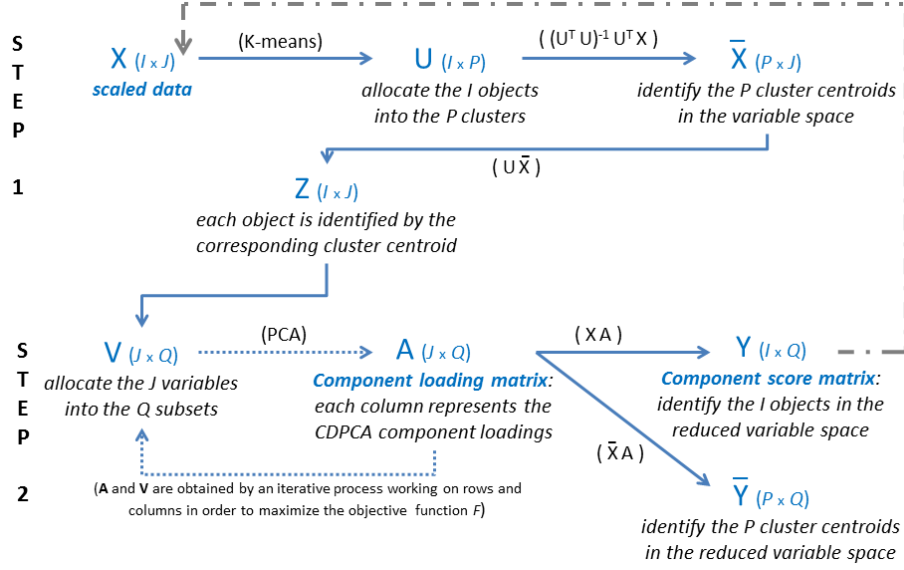 STEP 1
X (I x J)
scaled data
(K-means)
U (I x P)
allocate the I objects
into the P clusters
( (Uᵀ U)⁻¹ Uᵀ X )
X̄ (P x J)
identify the P cluster centroids
in the variable space
( U X̄ )
Z (I x J)
each object is identified by the
corresponding cluster centroid
STEP 2
V (J x Q)
allocate the J variables
into the Q subsets
(PCA)
A (J x Q)
Component loading matrix:
each column represents the
CDPCA component loadings
( X A )
Y (I x Q)
Component score matrix:
identify the I objects in the
reduced variable space
( X̄ A )
Ȳ (P x Q)
identify the P cluster centroids
in the reduced variable space
(A and V are obtained by an iterative process working on rows and
columns in order to maximize the objective function F)